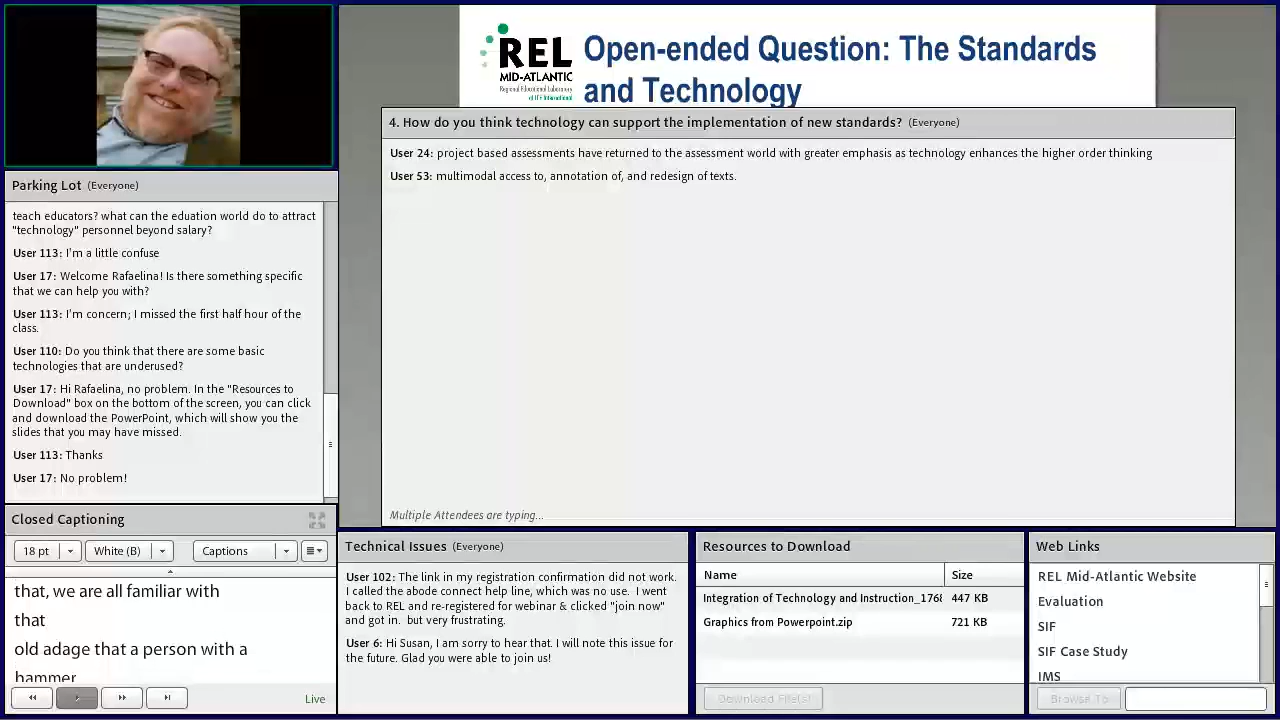 REL
MID-ATLANTIC
Regional Educational Laboratory
at ICF International
Open-ended Question: The Standards
and Technology
4. How do you think technology can support the implementation of new standards? (Everyone)
User 24: project based assessments have returned to the assessment world with greater emphasis as technology enhances the higher order thinking
User 53: multimodal access to, annotation of, and redesign of texts.
Multiple Attendees are typing...
Parking Lot (Everyone)
teach educators? what can the eduation world do to attract
"technology" personnel beyond salary?
User 113: I'm a little confuse
User 17: Welcome Rafaelina! Is there something specific
that we can help you with?
User 113: I'm concern; I missed the first half hour of the
class.
User 110: Do you think that there are some basic
technologies that are underused?
User 17: Hi Rafaelina, no problem. In the "Resources to
Download" box on the bottom of the screen, you can click
and download the PowerPoint, which will show you the
slides that you may have missed.
User 113: Thanks
User 17: No problem!
Closed Captioning
18 pt
White (B)
Captions
that, we are all familiar with
that
old adage that a person with a
hammer
Live
Technical Issues (Everyone)
User 102: The link in my registration confirmation did not work.
I called the abode connect help line, which was no use. I went
back to REL and re-registered for webinar & clicked "join now"
and got in. but very frustrating.
User 6: Hi Susan, I am sorry to hear that. I will note this issue for
the future. Glad you were able to join us!
Resources to Download
Name Size
Integration of Technology and Instruction_1768 447 KB
Graphics from Powerpoint.zip 721 KB
Download File(s)
Web Links
REL Mid-Atlantic Website
Evaluation
SIF
SIF Case Study
IMS
Browse To